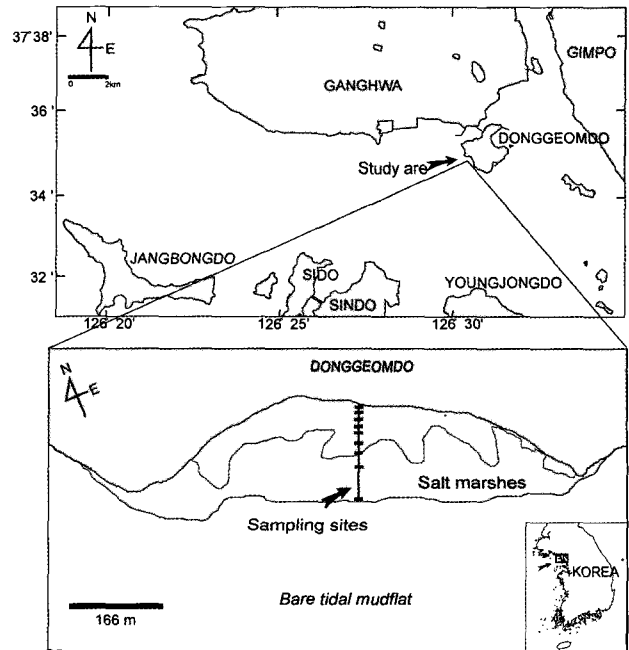 37°38'
N
E
0 2km
GIMPO
GANGHWA
36'
DONGGEOMDO
Study are
34'
JANGBONGDO
SIDO
YOUNGJONGDO
32'
SINDO
126°20'
126°25'
126°30'
N
E
DONGGEOMDO
Salt marshes
Sampling sites
KOREA
Bare tidal mudflat
166 m